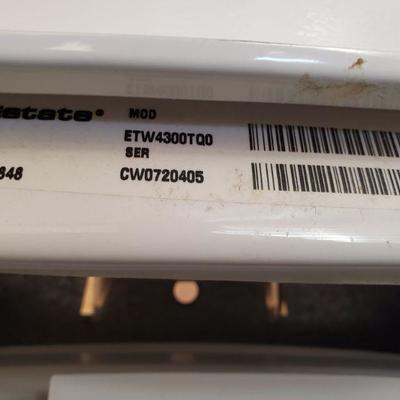 Estate® MOD
ETW4300TQ0
SER
848 CW0720405